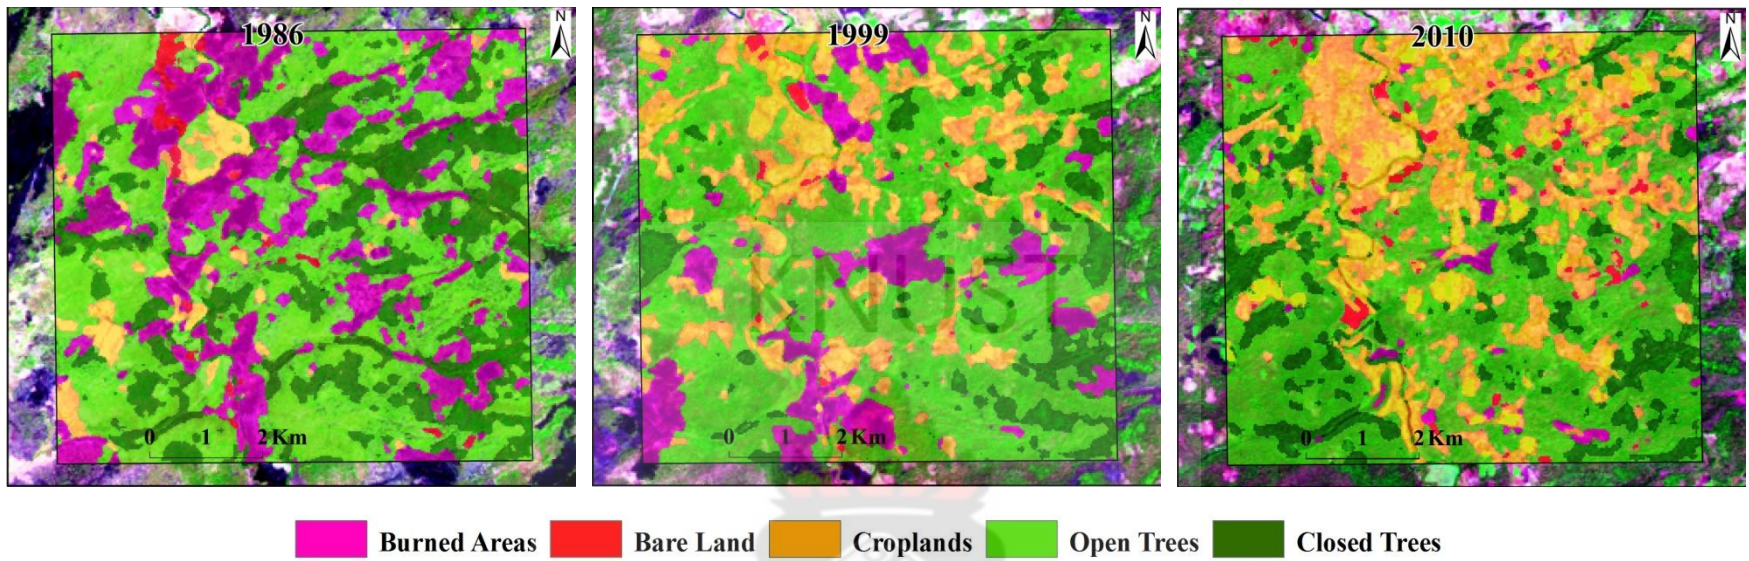 1986
N
0 1 2 Km
1999
N
0 1 2 Km
2010
N
0 1 2 Km
KNUST
Burned Areas
Bare Land
Croplands
Open Trees
Closed Trees